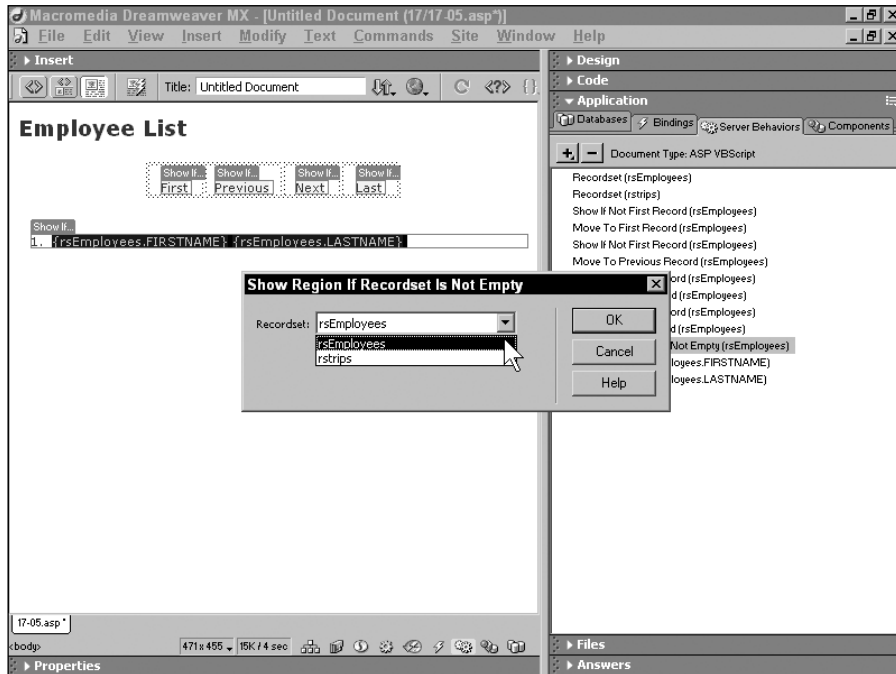 Macromedia Dreamweaver MX - [Untitled Document (17/17-05.asp*)]
File Edit View Insert Modify Text Commands Site Window Help
Insert
Title: Untitled Document
Employee List
Show If... Show If... Show If... Show If...
First Previous Next Last
Show If...
1. {rsEmployees.FIRSTNAME} {rsEmployees.LASTNAME}
Design
Code
Application
Databases Bindings Server Behaviors Components
Document Type: ASP VBScript
Recordset (rsEmployees)
Recordset (rstrips)
Show If Not First Record (rsEmployees)
Move To First Record (rsEmployees)
Show If Not First Record (rsEmployees)
Move To Previous Record (rsEmployees)
ord (rsEmployees)
d (rsEmployees)
ord (rsEmployees)
d (rsEmployees)
Not Empty (rsEmployees)
loyees.FIRSTNAME)
loyees.LASTNAME)
Show Region If Recordset Is Not Empty
Recordset: rsEmployees
rsEmployees
rstrips
OK
Cancel
Help
17-05.asp*
<body> 471 x 455 15K / 4 sec
Properties
Files
Answers